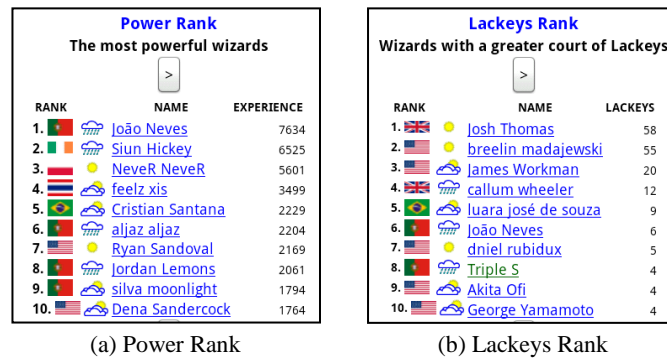 Power Rank
The most powerful wizards
>
RANK NAME EXPERIENCE
1. João Neves 7634
2. Siun Hickey 6525
3. NeveR NeveR 5601
4. feelz xis 3499
5. Cristian Santana 2229
6. aljaz aljaz 2204
7. Ryan Sandoval 2169
8. Jordan Lemons 2061
9. silva moonlight 1794
10. Dena Sandercock 1764
(a) Power Rank
Lackeys Rank
Wizards with a greater court of Lackeys
>
RANK NAME LACKEYS
1. Josh Thomas 58
2. breelin madajewski 55
3. James Workman 20
4. callum wheeler 12
5. luara josé de souza 9
6. João Neves 6
7. dniel rubidux 5
8. Triple S 4
9. Akita Ofi 4
10. George Yamamoto 4
(b) Lackeys Rank